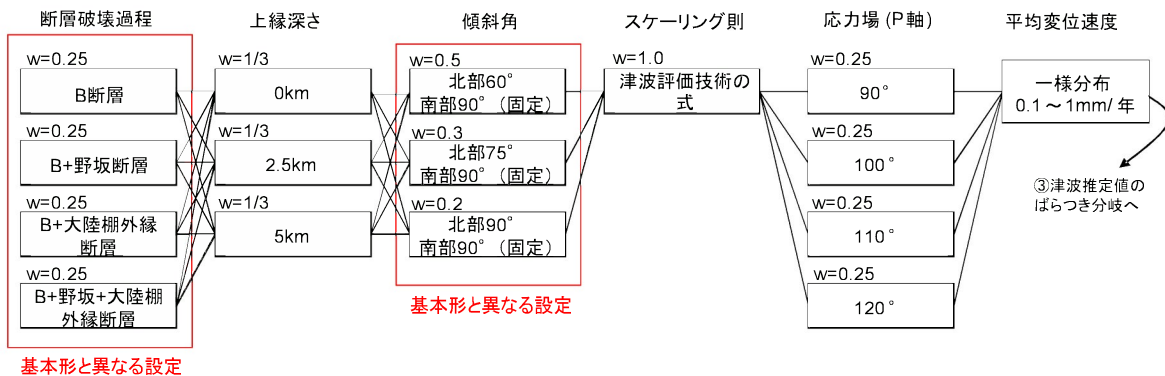 断層破壊過程
w=0.25
B断層
w=0.25
B+野坂断層
w=0.25
B+大陸棚外縁
断層
w=0.25
B+野坂+大陸棚
外縁断層
基本形と異なる設定
上縁深さ
w=1/3
0km
w=1/3
2.5km
w=1/3
5km
傾斜角
w=0.5
北部60°
南部90°（固定）
w=0.3
北部75°
南部90°（固定）
w=0.2
北部90°
南部90°（固定）
基本形と異なる設定
スケーリング則
w=1.0
津波評価技術の
式
応力場 (P軸)
w=0.25
90°
w=0.25
100°
w=0.25
110°
w=0.25
120°
平均変位速度
一様分布
0.1～1mm/年
③津波推定値の
ばらつき分岐へ